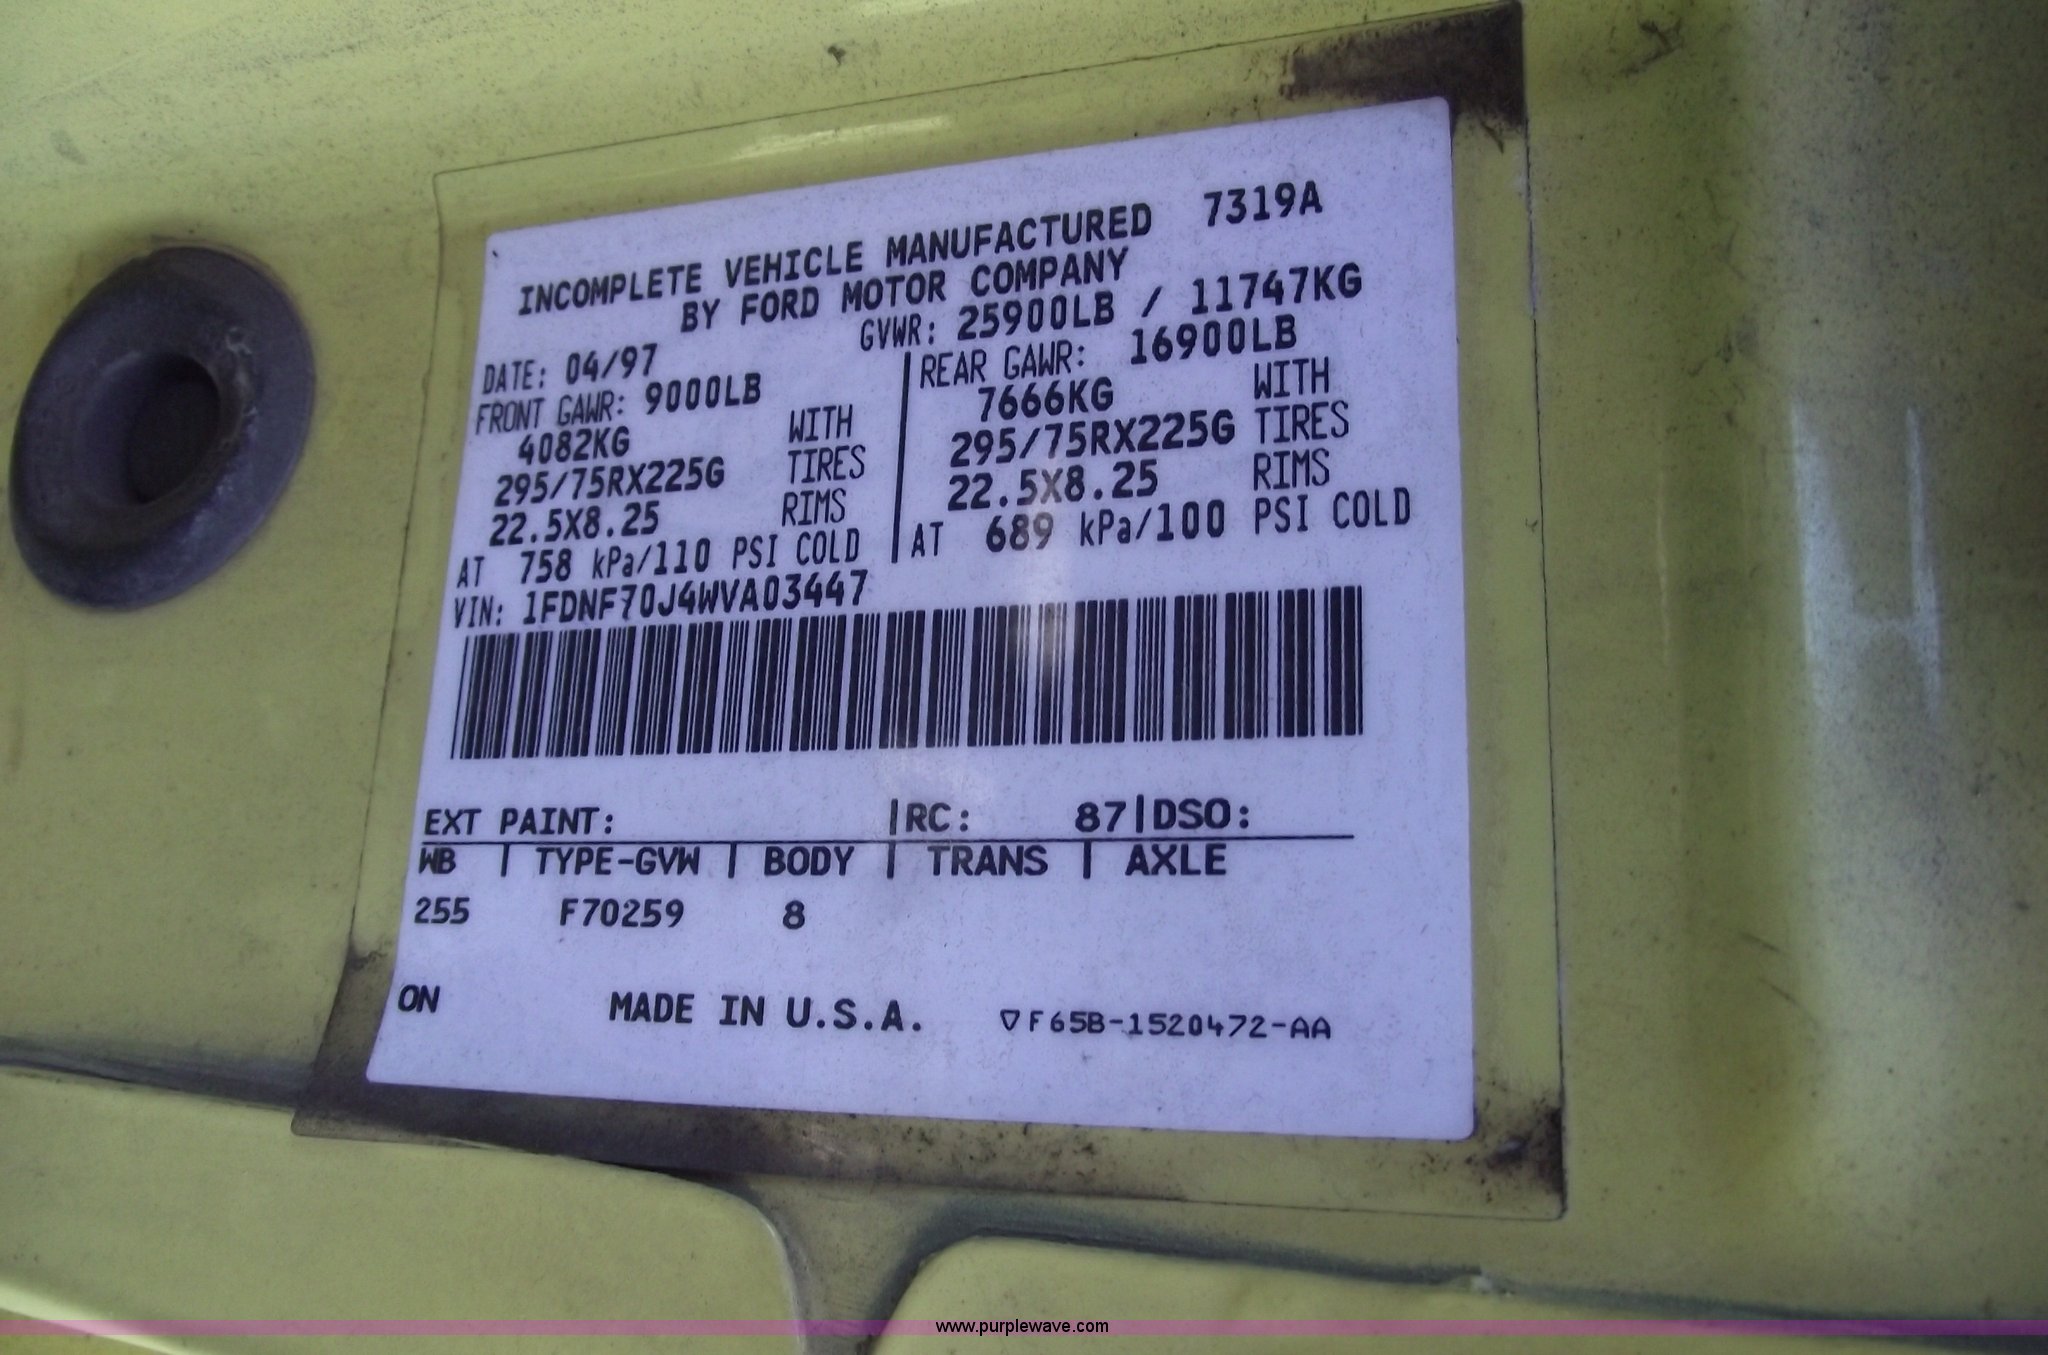 INCOMPLETE VEHICLE MANUFACTURED 7319A
BY FORD MOTOR COMPANY
GVWR: 25900LB / 11747KG
DATE: 04/97
FRONT GAWR: 9000LB
4082KG WITH
295/75RX225G TIRES
22.5X8.25 RIMS
AT 758 kPa/110 PSI COLD
REAR GAWR: 16900LB
7666KG WITH
295/75RX225G TIRES
22.5X8.25 RIMS
AT 689 kPa/100 PSI COLD
VIN: 1FDNF70J4WVA03447
EXT PAINT: |RC: 87|DSO:
WB | TYPE-GVW | BODY | TRANS | AXLE
255 F70259 8
ON MADE IN U.S.A. ▽F65B-1520472-AA
www.purplewave.com